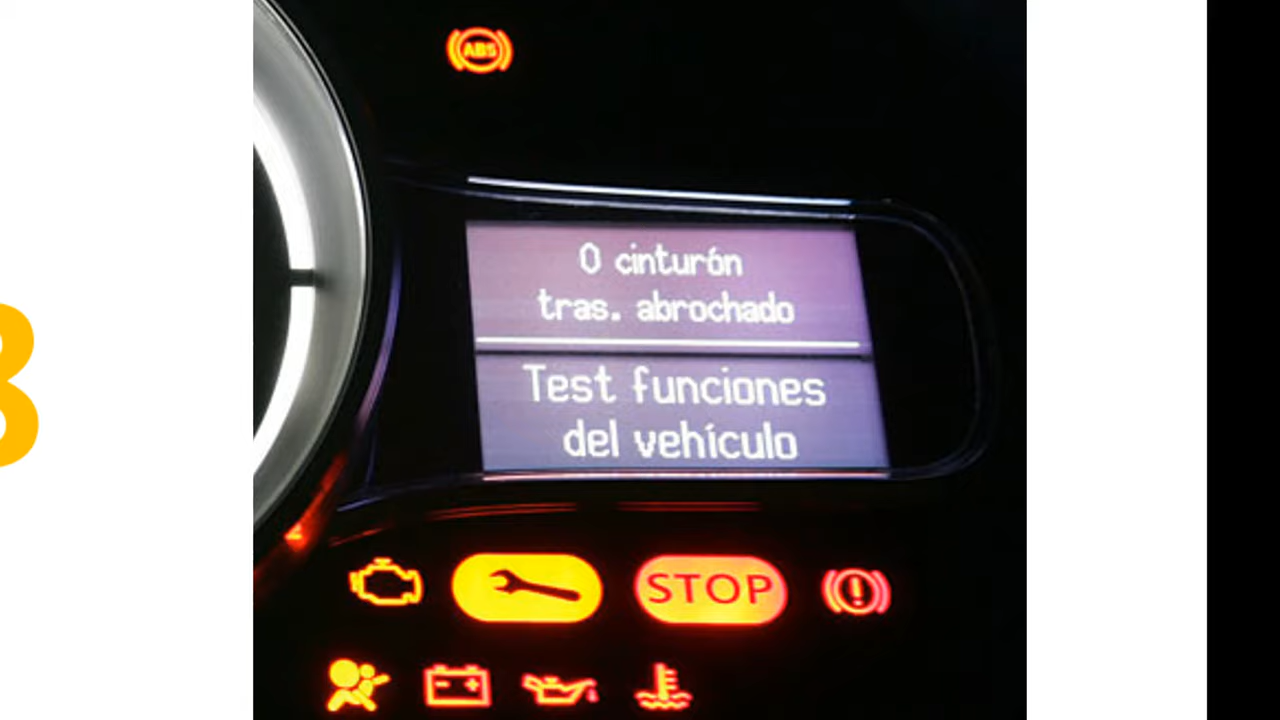 ABS
0 cinturón
tras. abrochado
Test funciones
del vehículo
STOP